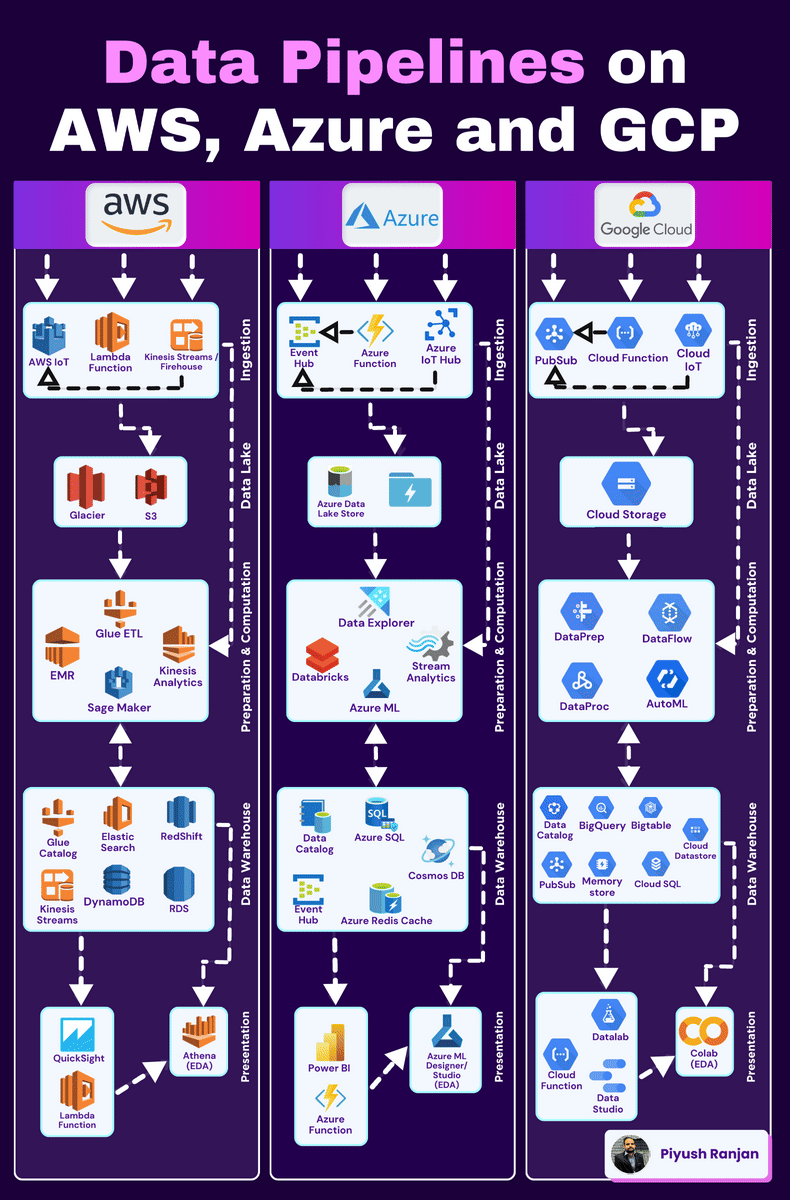 Data Pipelines on
AWS, Azure and GCP
aws
AWS IoT
Lambda
Function
Kinesis Streams /
Firehouse
Ingestion
Glacier
S3
Data Lake
Glue ETL
EMR
Kinesis
Analytics
Sage Maker
Preparation & Computation
Glue
Catalog
Elastic
Search
RedShift
Kinesis
Streams
DynamoDB
RDS
Data Warehouse
QuickSight
Lambda
Function
Athena
(EDA)
Presentation
Azure
Event
Hub
Azure
Function
Azure
IoT Hub
Ingestion
Azure Data
Lake Store
Data Lake
Data Explorer
Databricks
Stream
Analytics
Azure ML
Preparation & Computation
Data
Catalog
SQL
Azure SQL
Cosmos DB
Event
Hub
Azure Redis Cache
Data Warehouse
Power BI
Azure
Function
Azure ML
Designer/
Studio
(EDA)
Presentation
Google Cloud
PubSub
Cloud Function
Cloud
IoT
Ingestion
Cloud Storage
Data Lake
DataPrep
DataFlow
DataProc
AutoML
Preparation & Computation
Data
Catalog
BigQuery
Bigtable
Cloud
Datastore
PubSub
Memory
store
Cloud SQL
Data Warehouse
Datalab
Cloud
Function
Data
Studio
Colab
(EDA)
Presentation
Piyush Ranjan